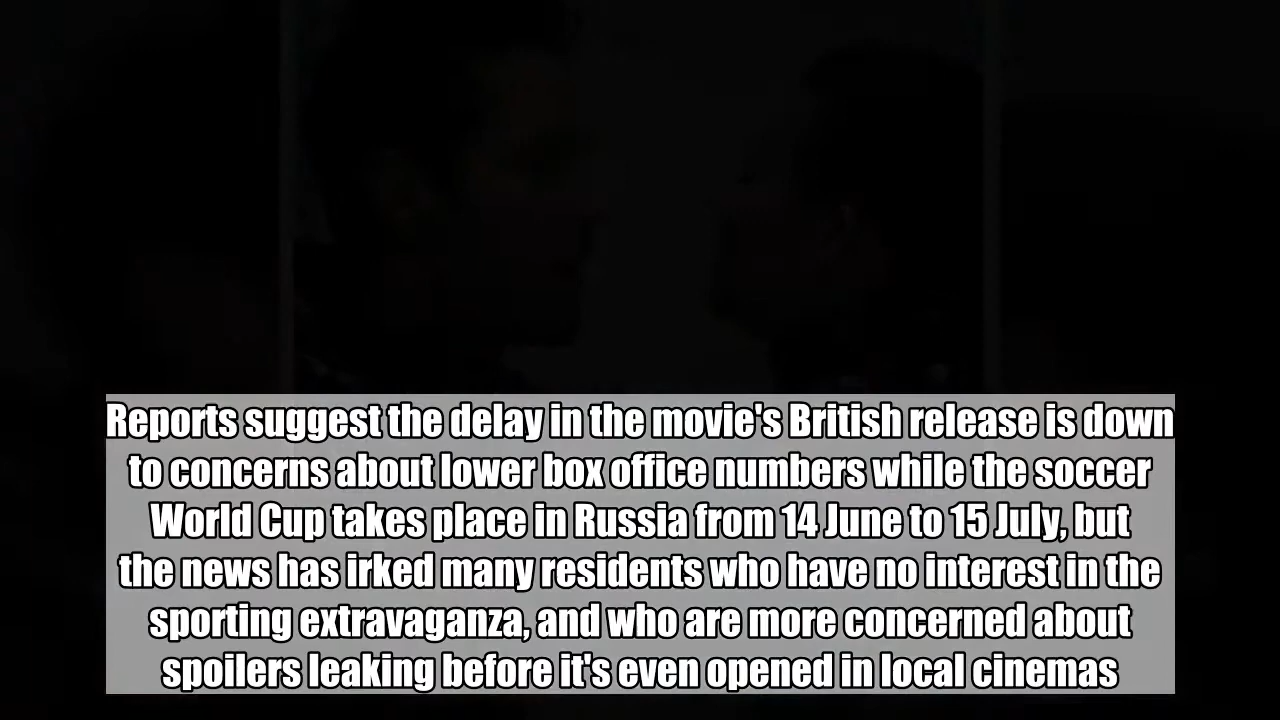 Reports suggest the delay in the movie's British release is down
to concerns about lower box office numbers while the soccer
World Cup takes place in Russia from 14 June to 15 July, but
the news has irked many residents who have no interest in the
sporting extravaganza, and who are more concerned about
spoilers leaking before it's even opened in local cinemas